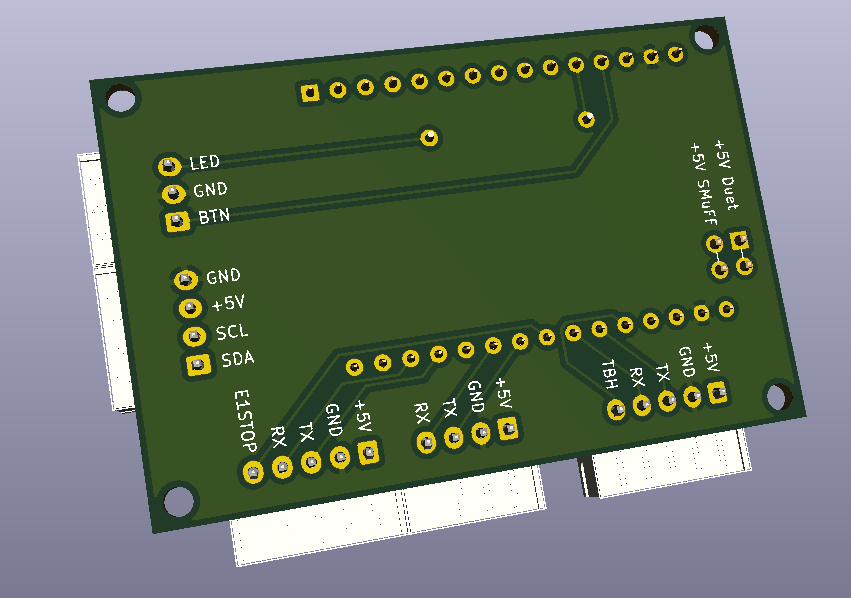 LED
GND
BTN
+5V SMuFF
+5V Duet
GND
+5V
SCL
SDA
E1STOP
RX
TX
GND
+5V
RX
TX
GND
+5V
TBH
RX
TX
GND
+5V